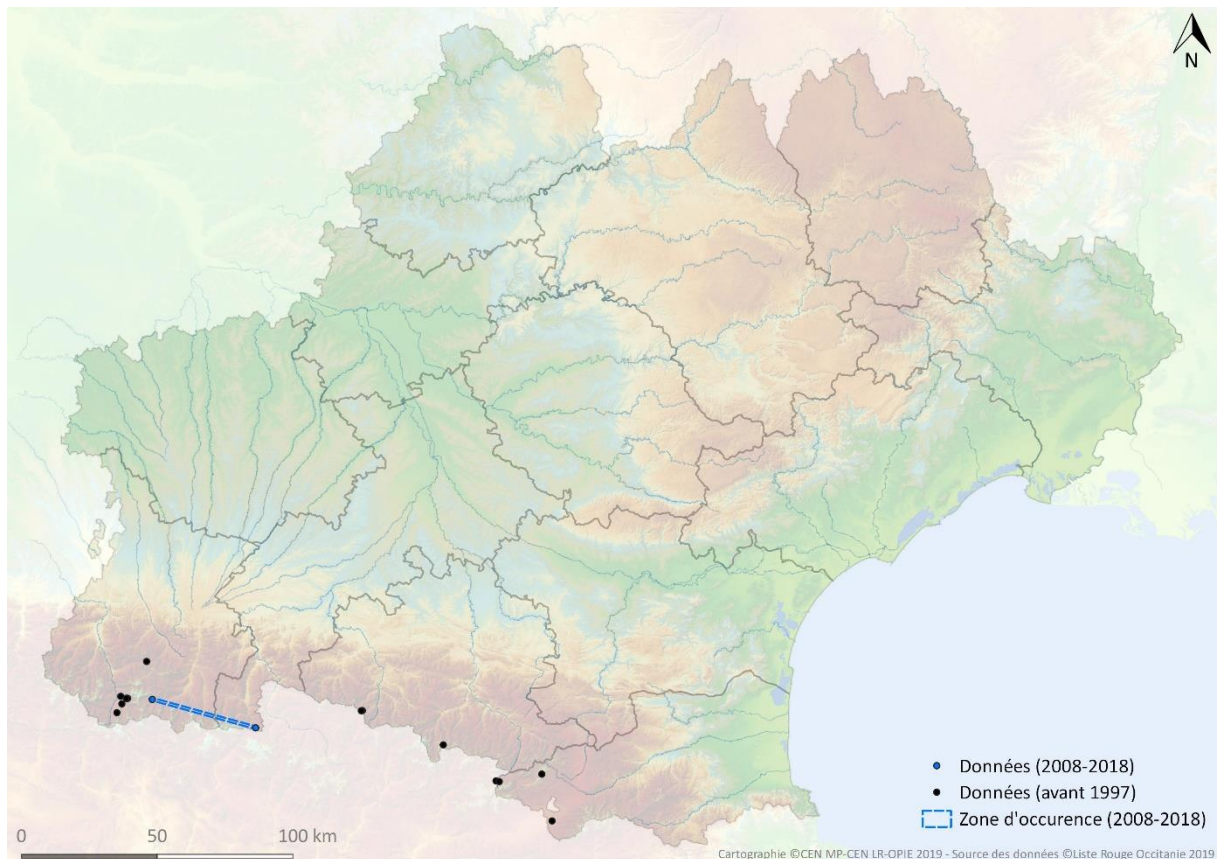 N
Données (2008-2018)
Données (avant 1997)
Zone d'occurence (2008-2018)
0 50 100 km
Cartographie ©CEN MP-CEN LR-OPIE 2019 - Source des données ©Liste Rouge Occitanie 2019